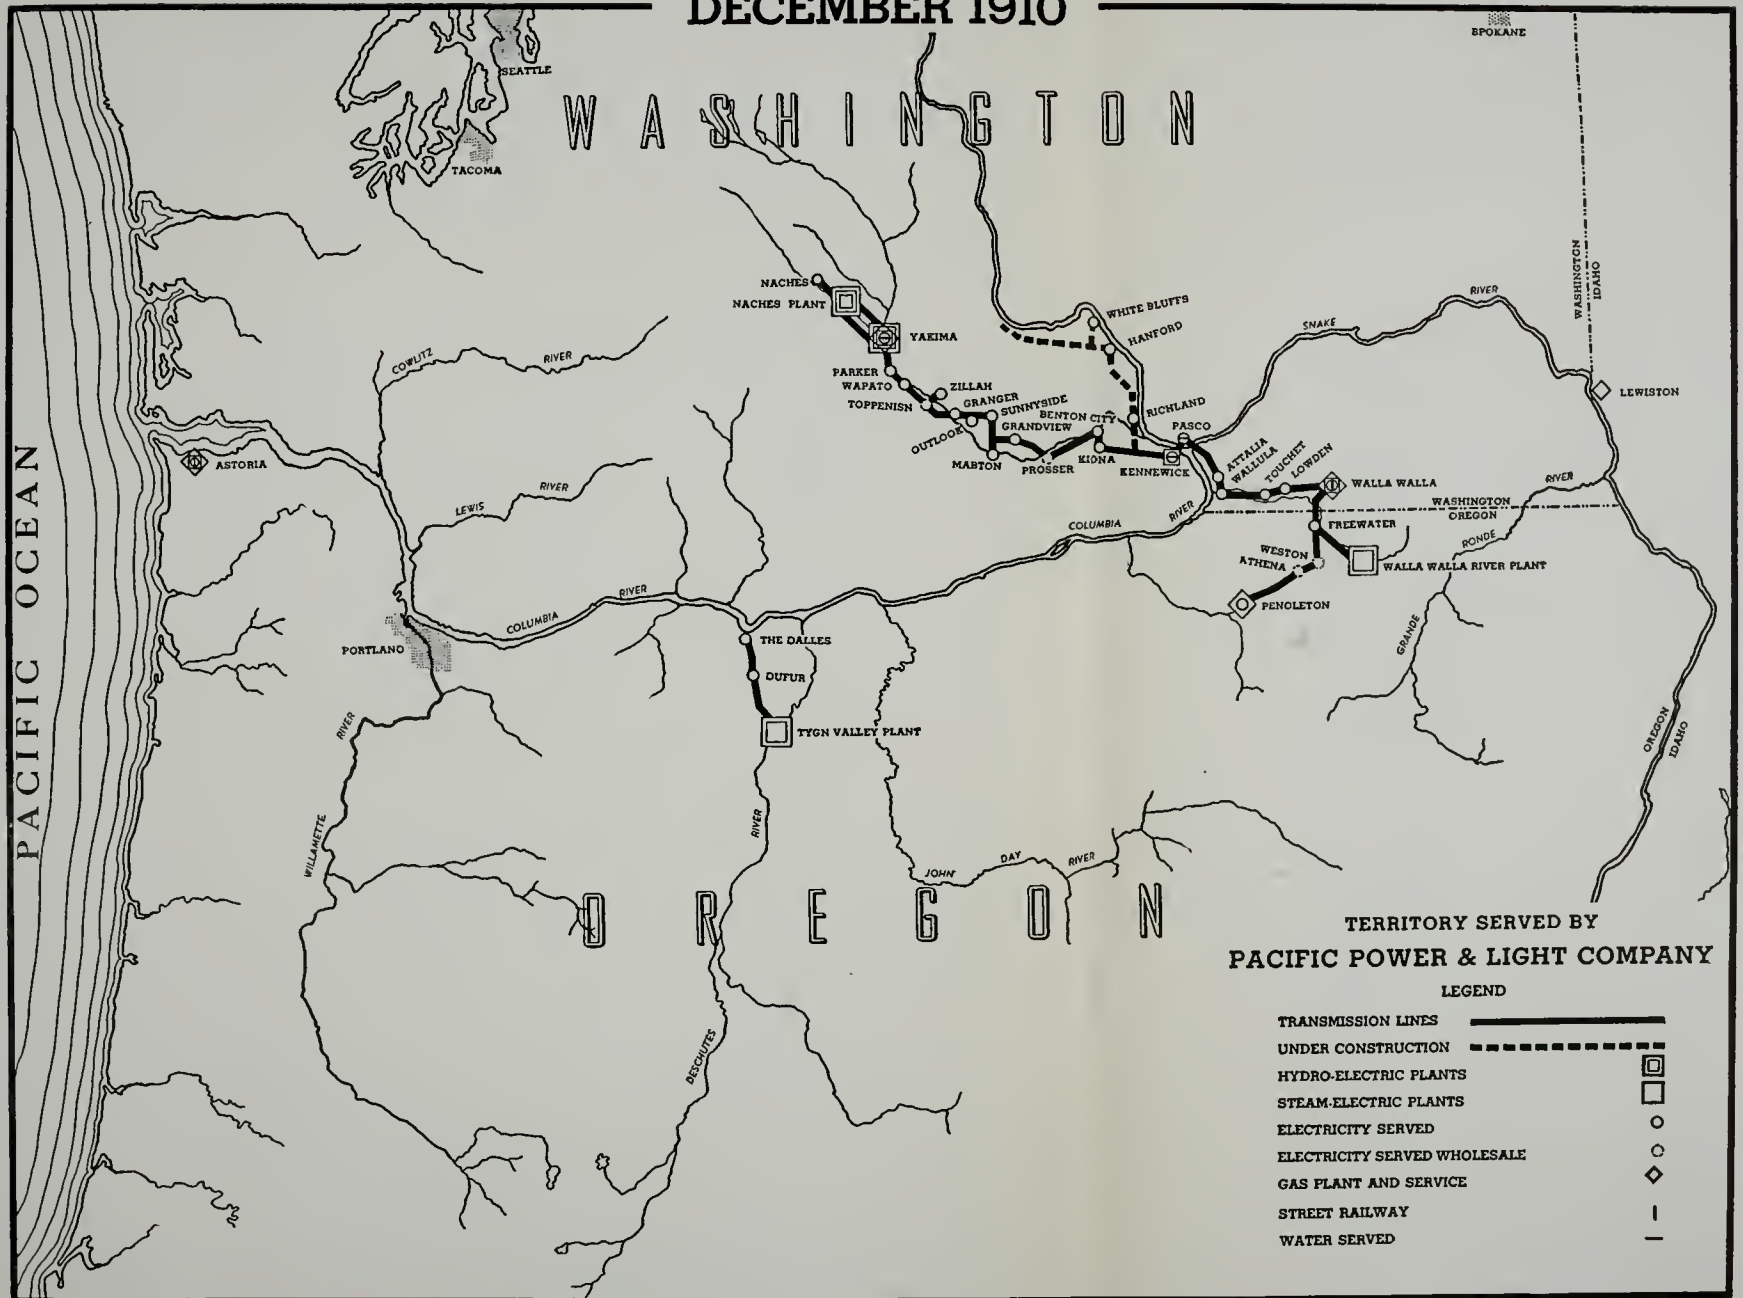 DECEMBER 1910
SPOKANE
SEATTLE
WASHINGTON
TACOMA
WASHINGTON
IDAHO
NACHES
NACHES PLANT
YAKIMA
WHITE BLUFFS
HANFORD
SNAKE
RIVER
COWLITZ
RIVER
PARKER
WAPATO
ZILLAH
TOPPENISH
GRANGER
SUNNYSIDE
OUTLOOK
GRANDVIEW
BENTON CITY
RICHLAND
PASCO
LEWISTON
MABTON
PROSSER
KIONA
KENNEWICK
ATTALIA
WALLULA
TOUCHET
LOWDEN
WALLA WALLA
ASTORIA
LEWIS
RIVER
RIVER
WASHINGTON
OREGON
COLUMBIA
RIVER
FREEWATER
RONDE
WESTON
ATHENA
WALLA WALLA RIVER PLANT
PENDLETON
GRANDE
PACIFIC OCEAN
COLUMBIA
RIVER
PORTLAND
THE DALLES
DUFUR
TYGH VALLEY PLANT
RIVER
WILLAMETTE
RIVER
DESCHUTES
JOHN
DAY
RIVER
OREGON
IDAHO
OREGON
TERRITORY SERVED BY
PACIFIC POWER & LIGHT COMPANY
LEGEND
TRANSMISSION LINES
UNDER CONSTRUCTION
HYDRO-ELECTRIC PLANTS
STEAM-ELECTRIC PLANTS
ELECTRICITY SERVED
ELECTRICITY SERVED WHOLESALE
GAS PLANT AND SERVICE
STREET RAILWAY
WATER SERVED